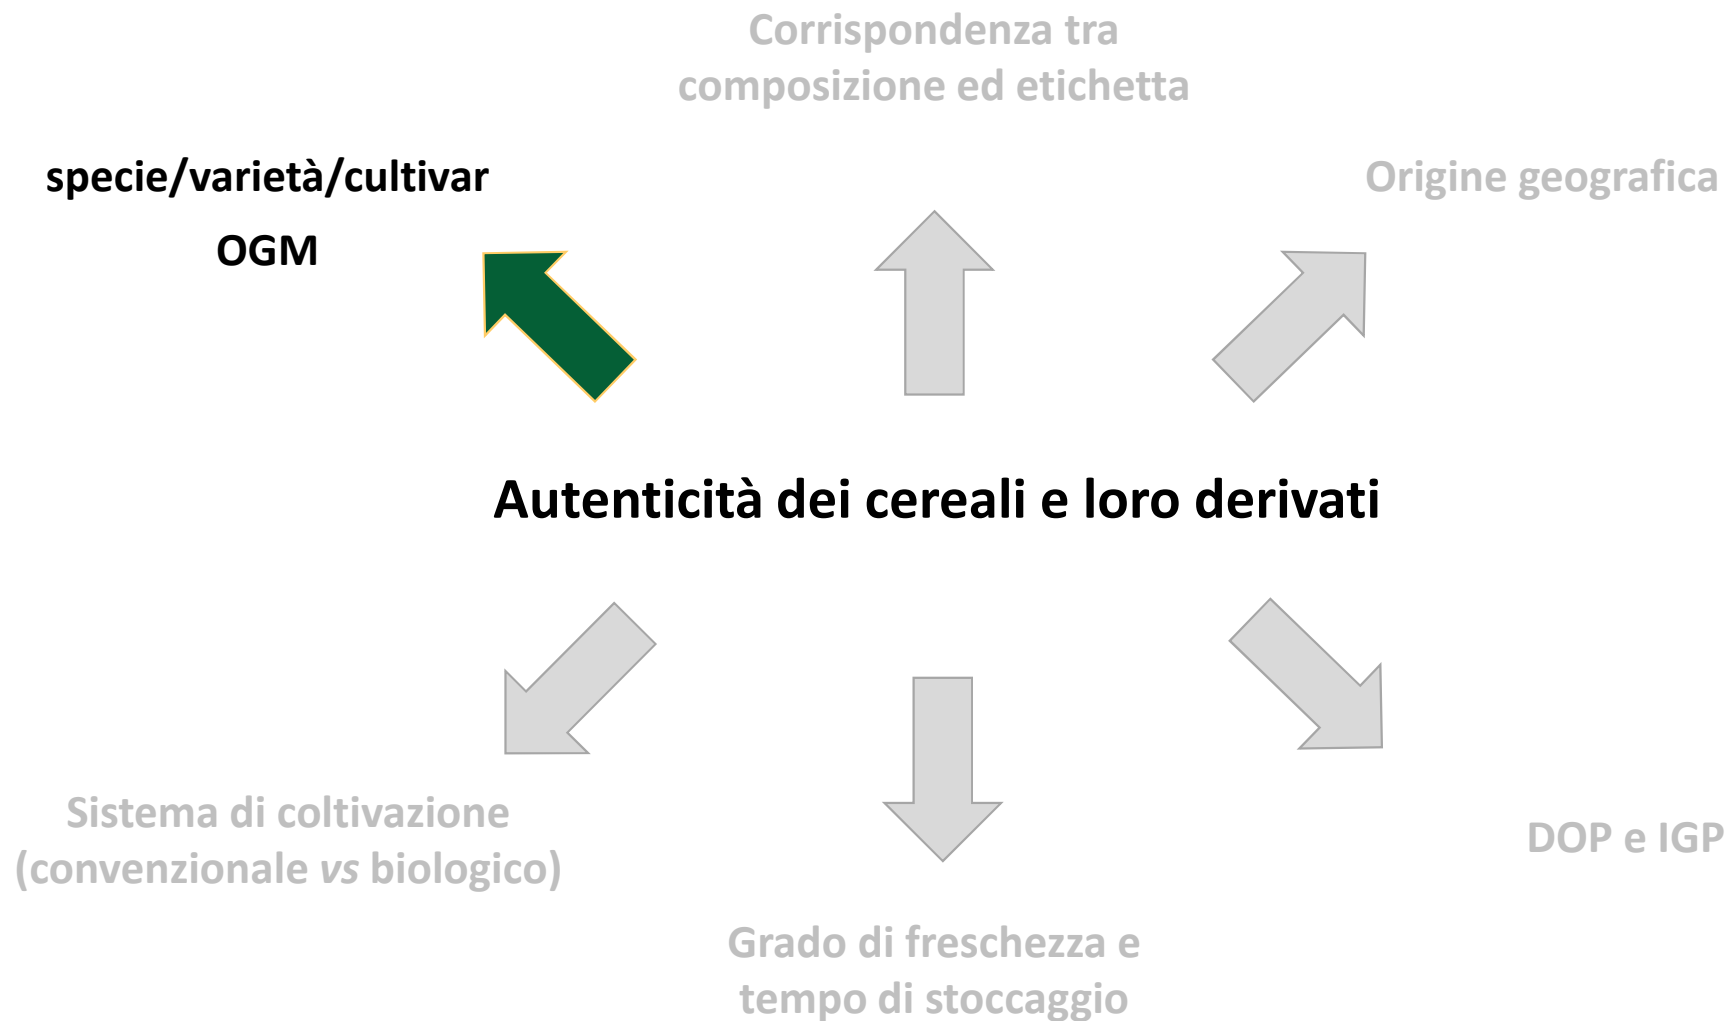 Corrispondenza tra
composizione ed etichetta
specie/varietà/cultivar
OGM
Origine geografica
Autenticità dei cereali e loro derivati
Sistema di coltivazione
(convenzionale vs biologico)
DOP e IGP
Grado di freschezza e
tempo di stoccaggio